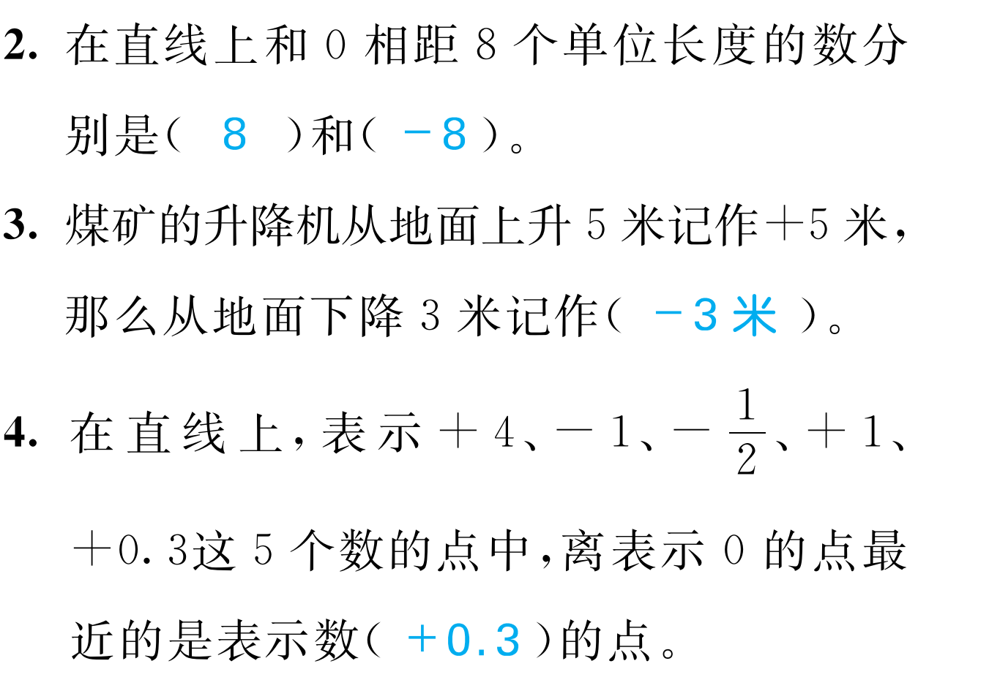 2. 在直线上和 0 相距 8 个单位长度的数分
别是( 8 )和( -8 )。
3. 煤矿的升降机从地面上升 5 米记作+5 米,
那么从地面下降 3 米记作( -3 米 )。
4. 在直线上,表示+4、-1、-1/2、+1、
+0.3这 5 个数的点中,离表示 0 的点最
近的是表示数( +0.3 )的点。